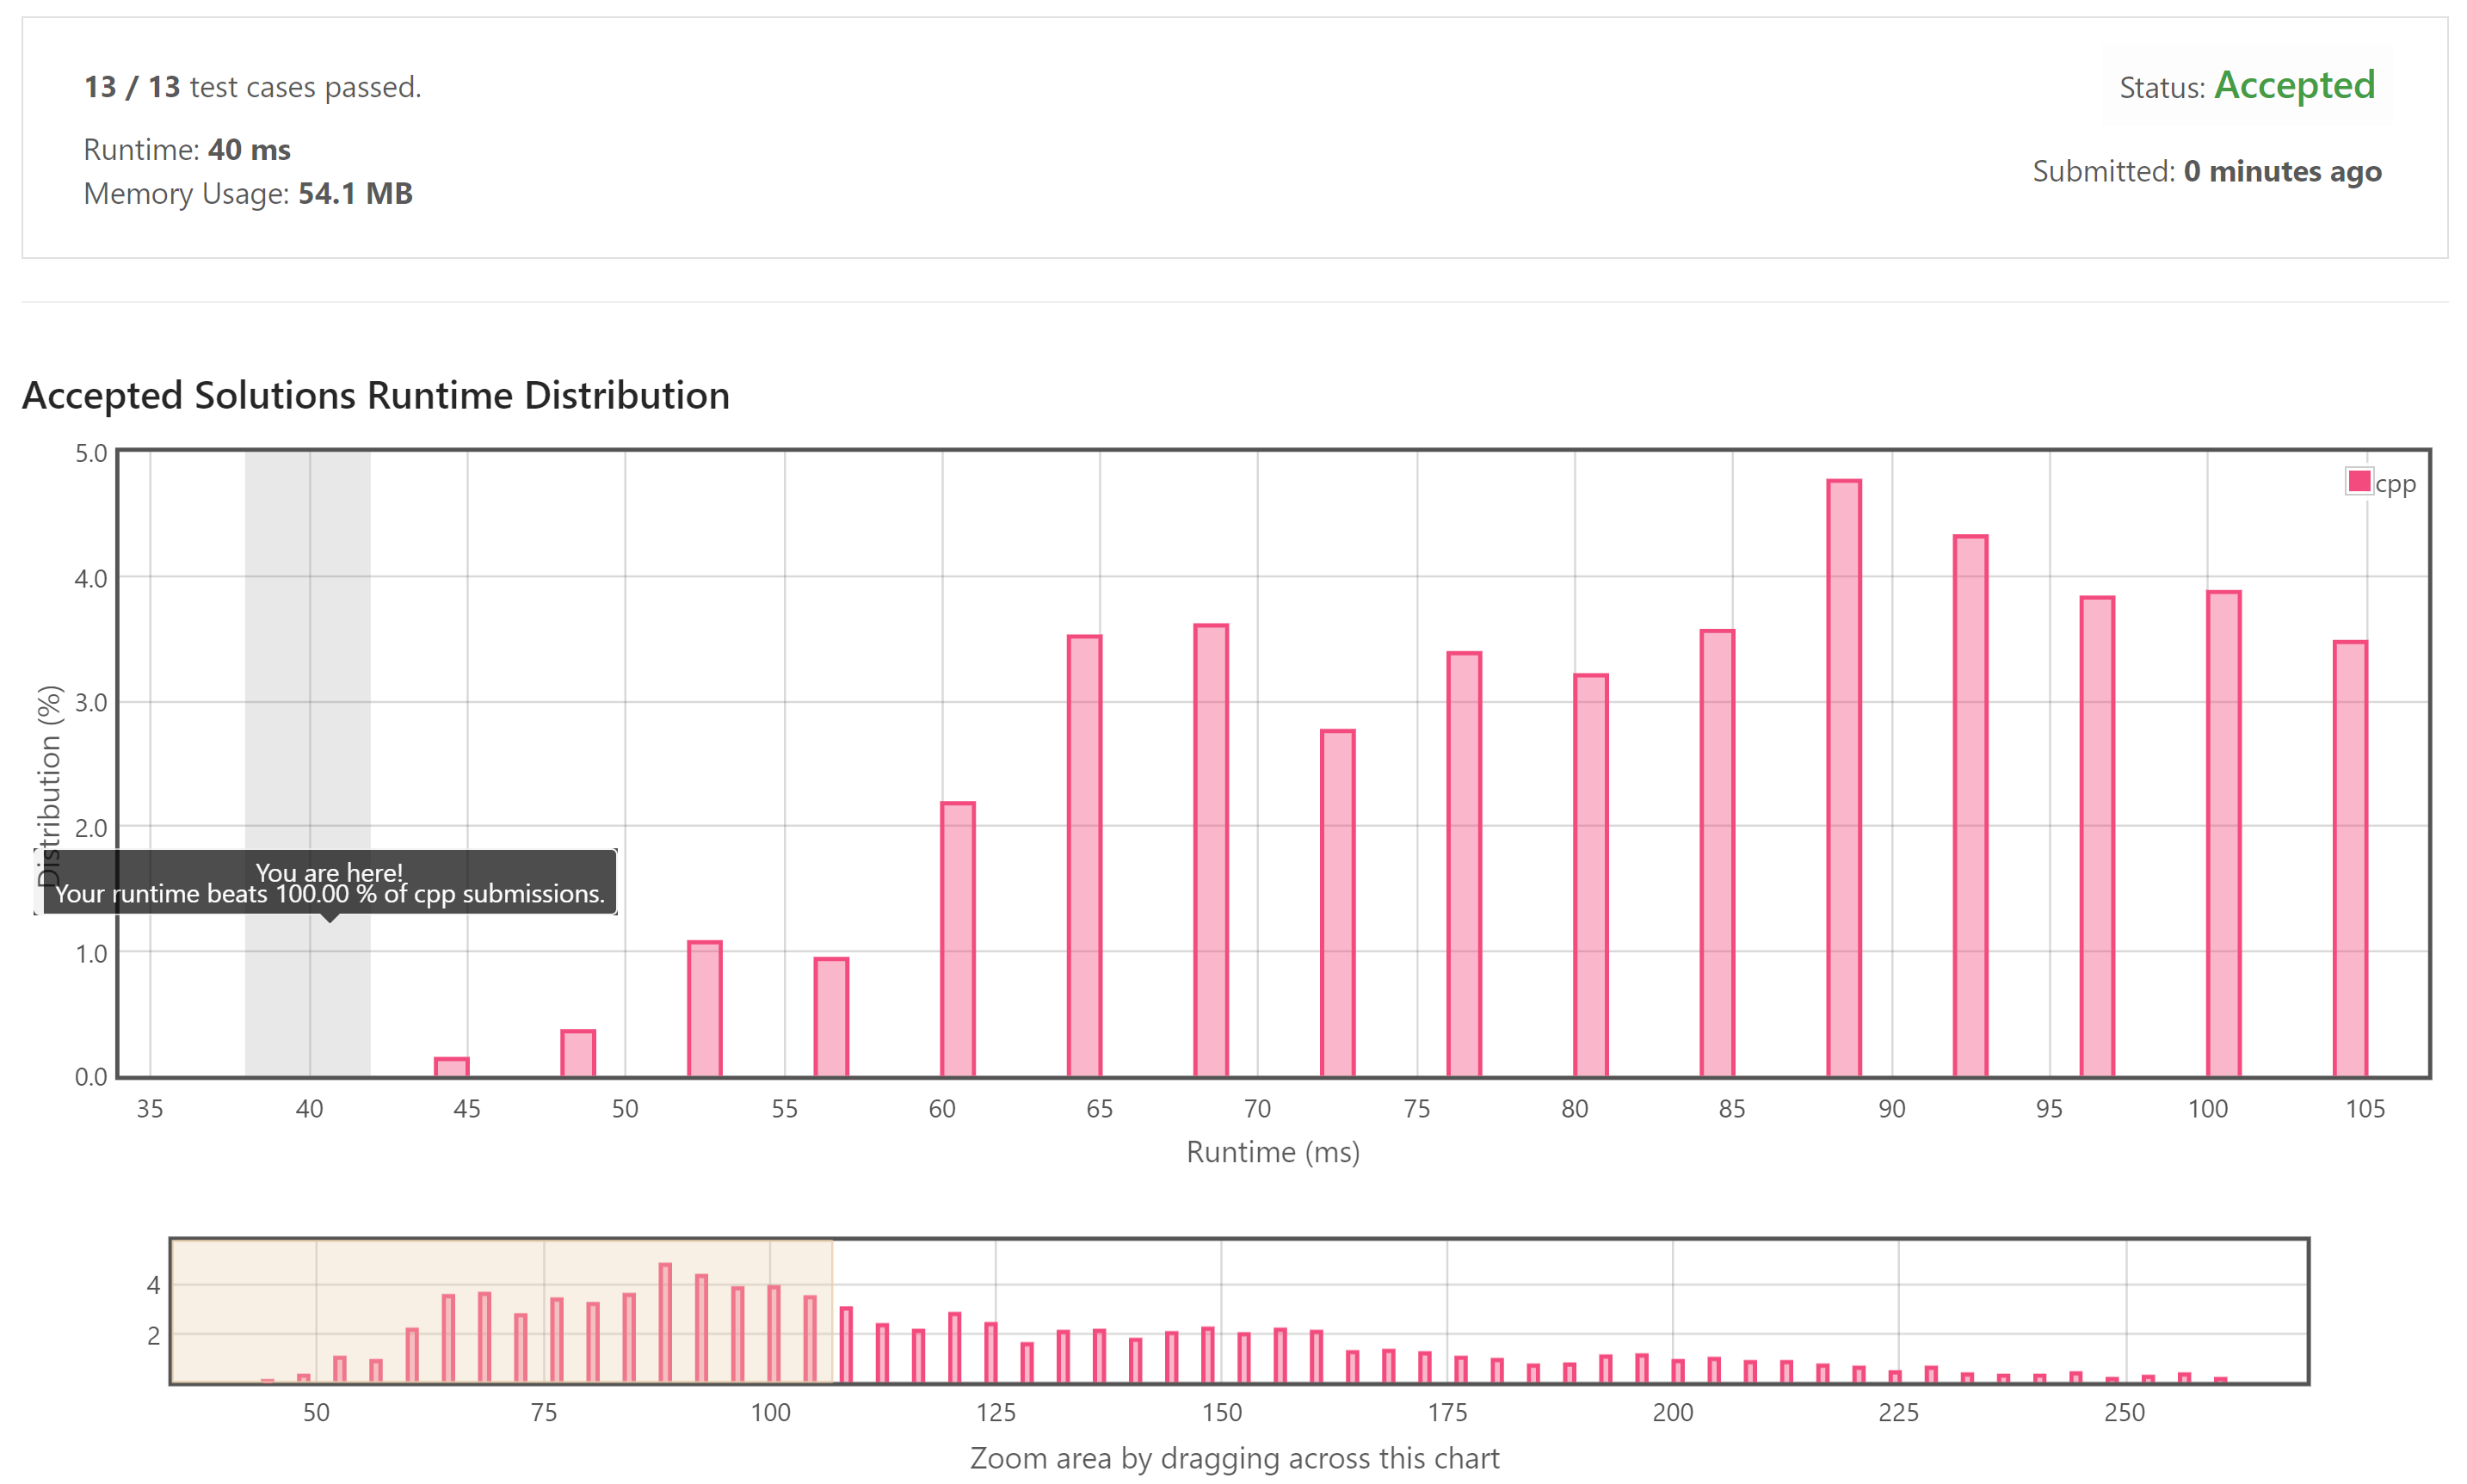 13 / 13 test cases passed.
Status: Accepted
Runtime: 40 ms
Submitted: 0 minutes ago
Memory Usage: 54.1 MB
Accepted Solutions Runtime Distribution
5.0
cpp
4.0
3.0
Distribution (%)
2.0
You are here!
Your runtime beats 100.00 % of cpp submissions.
1.0
0.0
35 40 45 50 55 60 65 70 75 80 85 90 95 100 105
Runtime (ms)
4
2
50 75 100 125 150 175 200 225 250
Zoom area by dragging across this chart